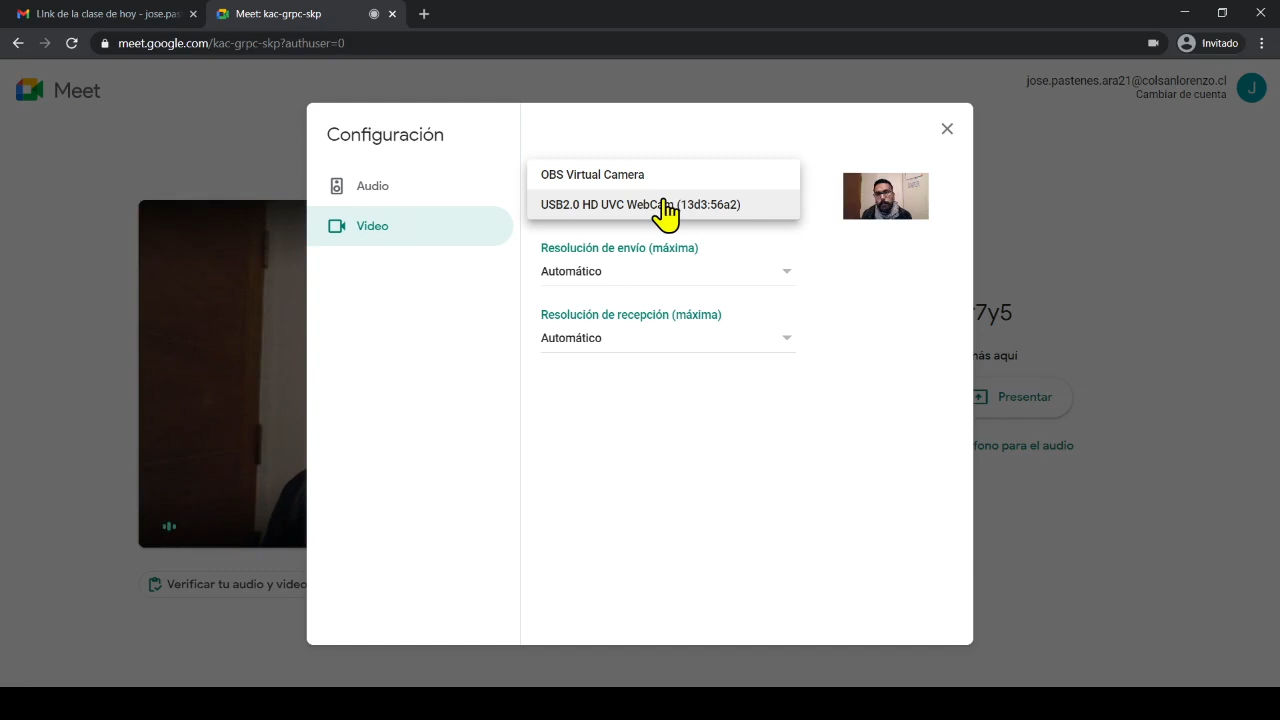 Link de la clase de hoy - jose.pas
Meet: kac-grpc-skp
meet.google.com/kac-grpc-skp?authuser=0
Invitado
Meet
jose.pastenes.ara21@colsanlorenzo.cl
Cambiar de cuenta
J
Configuración
Audio
Video
OBS Virtual Camera
USB2.0 HD UVC WebCam (13d3:56a2)
Resolución de envío (máxima)
Automático
Resolución de recepción (máxima)
Automático
7y5
más aquí
Presentar
fono para el audio
Verificar tu audio y video